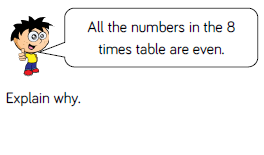 All the numbers in the 8
times table are even.
Explain why.